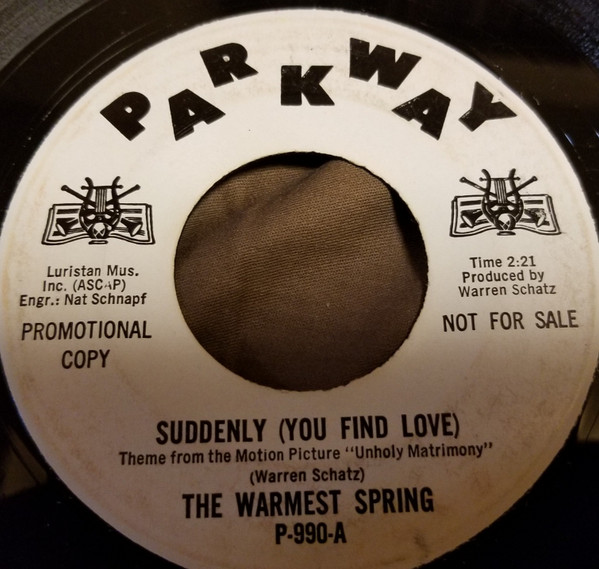 PARKWAY
Luristan Mus.
Inc. (ASCAP)
Engr.: Nat Schnapf
PROMOTIONAL
COPY
Time 2:21
Produced by
Warren Schatz
NOT FOR SALE
SUDDENLY (YOU FIND LOVE)
Theme from the Motion Picture "Unholy Matrimony"
(Warren Schatz)
THE WARMEST SPRING
P-990-A